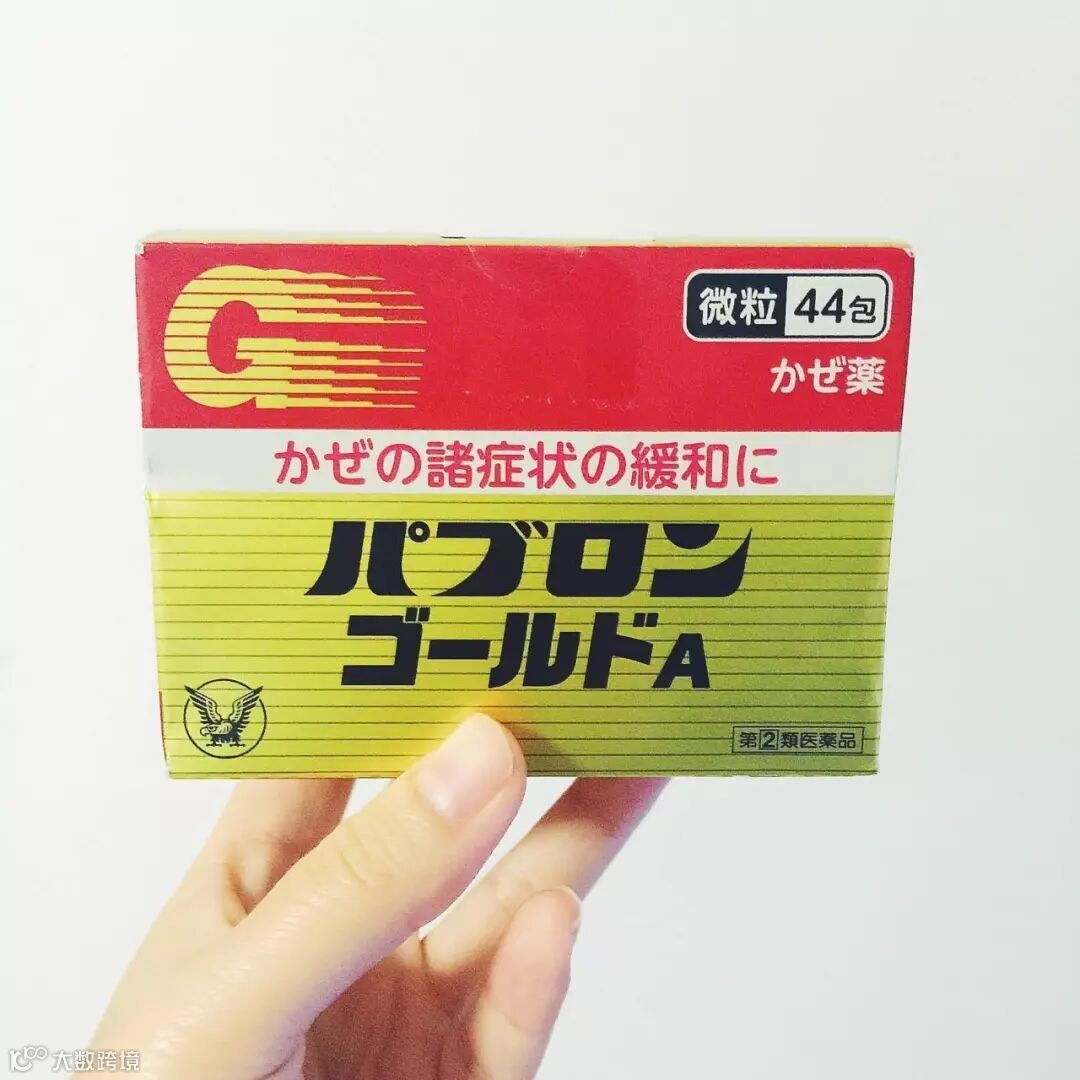 G
微粒 44包
かぜ薬
かぜの諸症状の緩和に
パブロン
ゴールドA
第②類医薬品
大数跨境